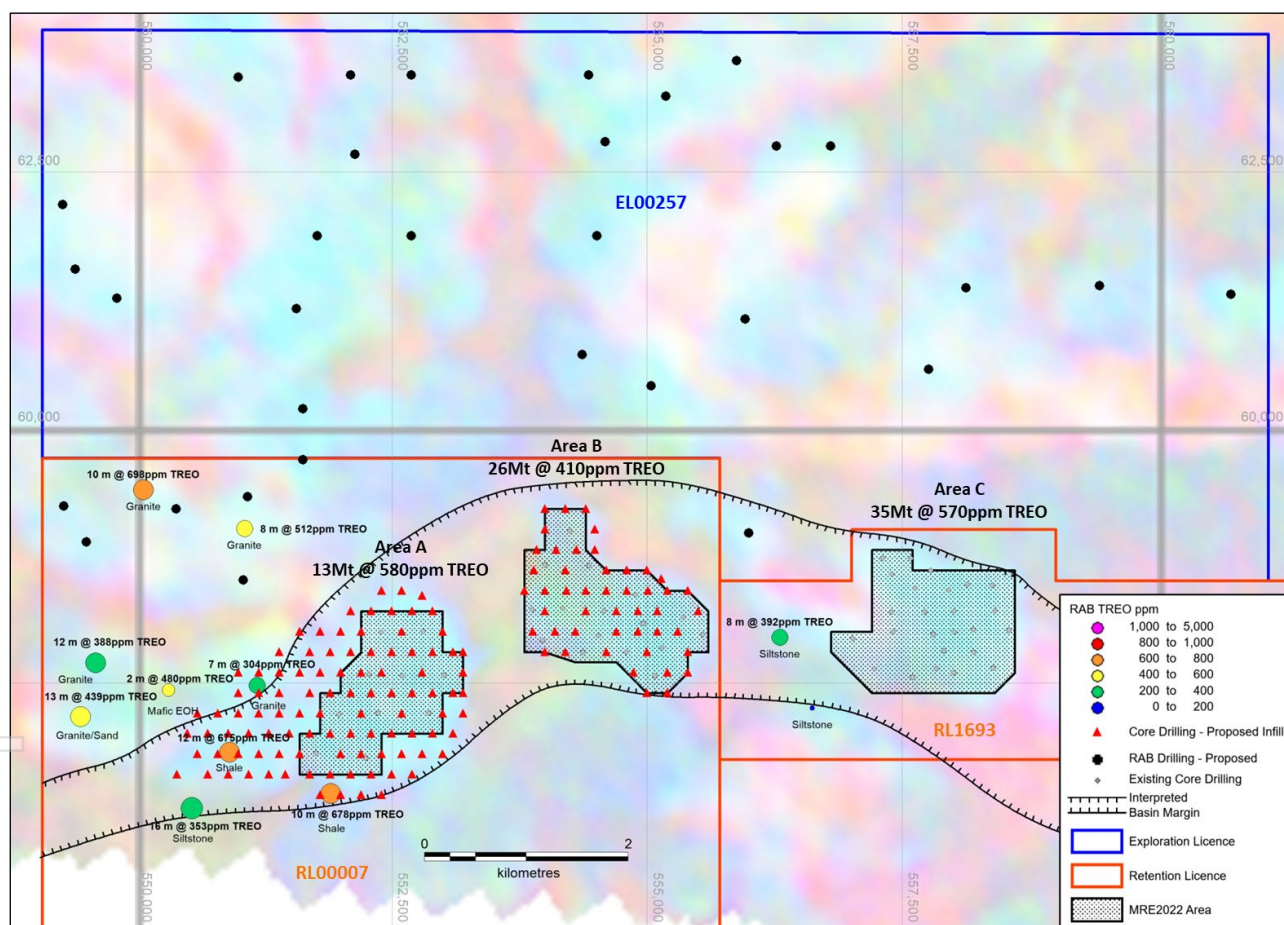 550,000
552,500
555,000
557,500
560,000
62,500
62,500
EL00257
60,000
60,000
Area B
26Mt @ 410ppm TREO
10 m @ 698ppm TREO
Granite
Area C
35Mt @ 570ppm TREO
8 m @ 512ppm TREO
Granite
Area A
13Mt @ 580ppm TREO
8 m @ 392ppm TREO
Siltstone
12 m @ 388ppm TREO
Granite
7 m @ 304ppm TREO
Granite
2 m @ 480ppm TREO
Mafic EOH
13 m @ 439ppm TREO
Granite/Sand
Siltstone
RL1693
12 m @ 675ppm TREO
Shale
16 m @ 353ppm TREO
Siltstone
10 m @ 678ppm TREO
Shale
RL00007
0 2
kilometres
550,000
552,500
555,000
557,500
RAB TREO ppm
1,000 to 5,000
800 to 1,000
600 to 800
400 to 600
200 to 400
0 to 200
Core Drilling - Proposed Infill
RAB Drilling - Proposed
Existing Core Drilling
Interpreted
Basin Margin
Exploration Licence
Retention Licence
MRE2022 Area